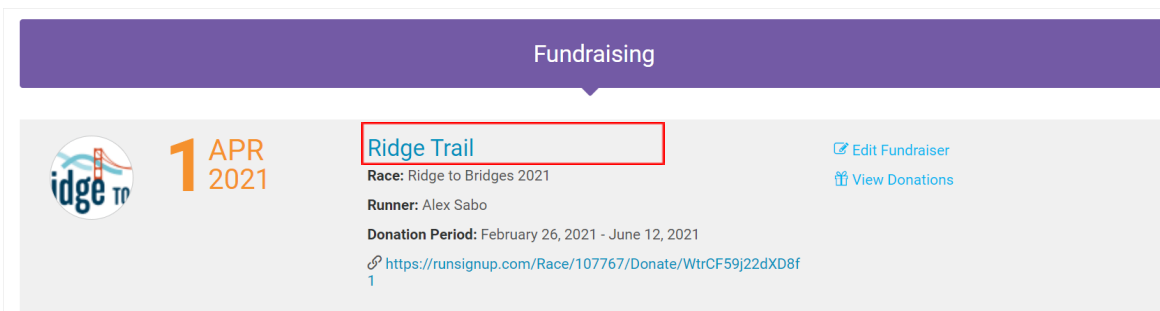 Fundraising
idge TO
1 APR
2021
Ridge Trail
Race: Ridge to Bridges 2021
Runner: Alex Sabo
Donation Period: February 26, 2021 - June 12, 2021
https://runsignup.com/Race/107767/Donate/WtrCF59j22dXD8f
1
Edit Fundraiser
View Donations